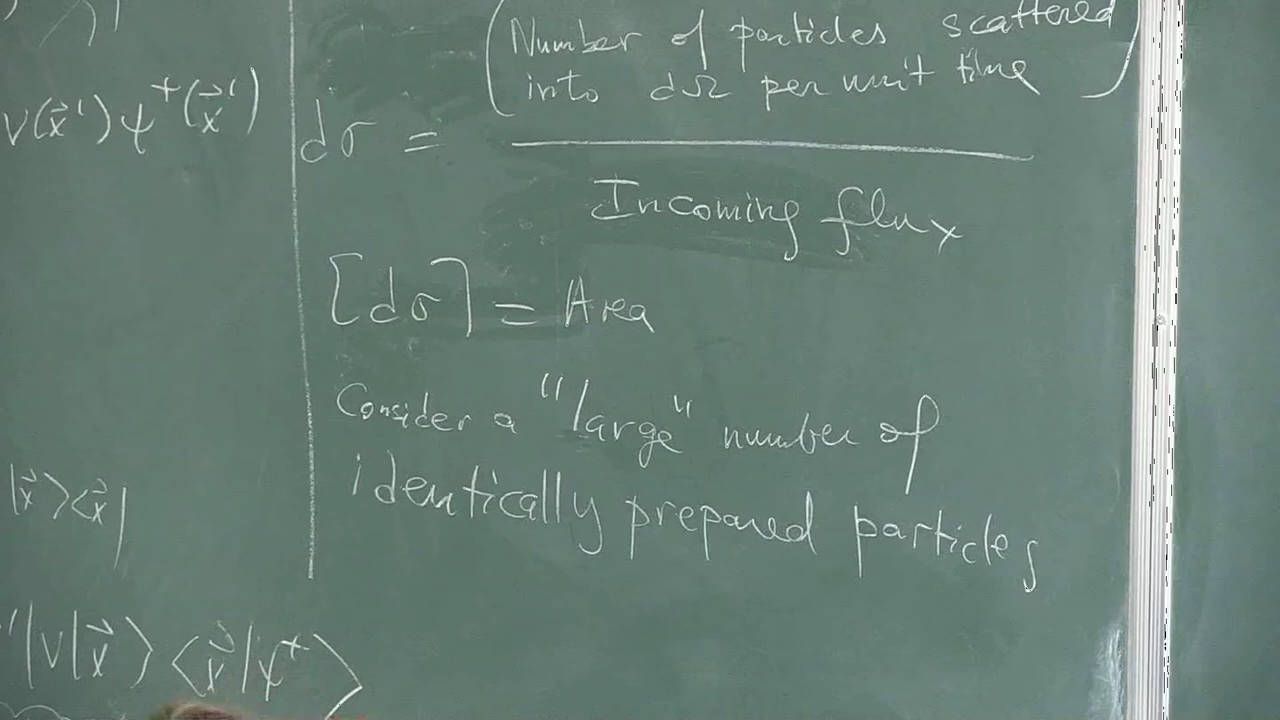 V(x⃗')ψ⁺(x⃗')
|x⃗><x⃗|
'|V|x⃗> <x⃗|ψ⁺>
(Number of particles scattered
into dΩ per unit time)
dσ = ―――
Incoming flux
[dσ] = Area
Consider a "large" number of
identically prepared particles